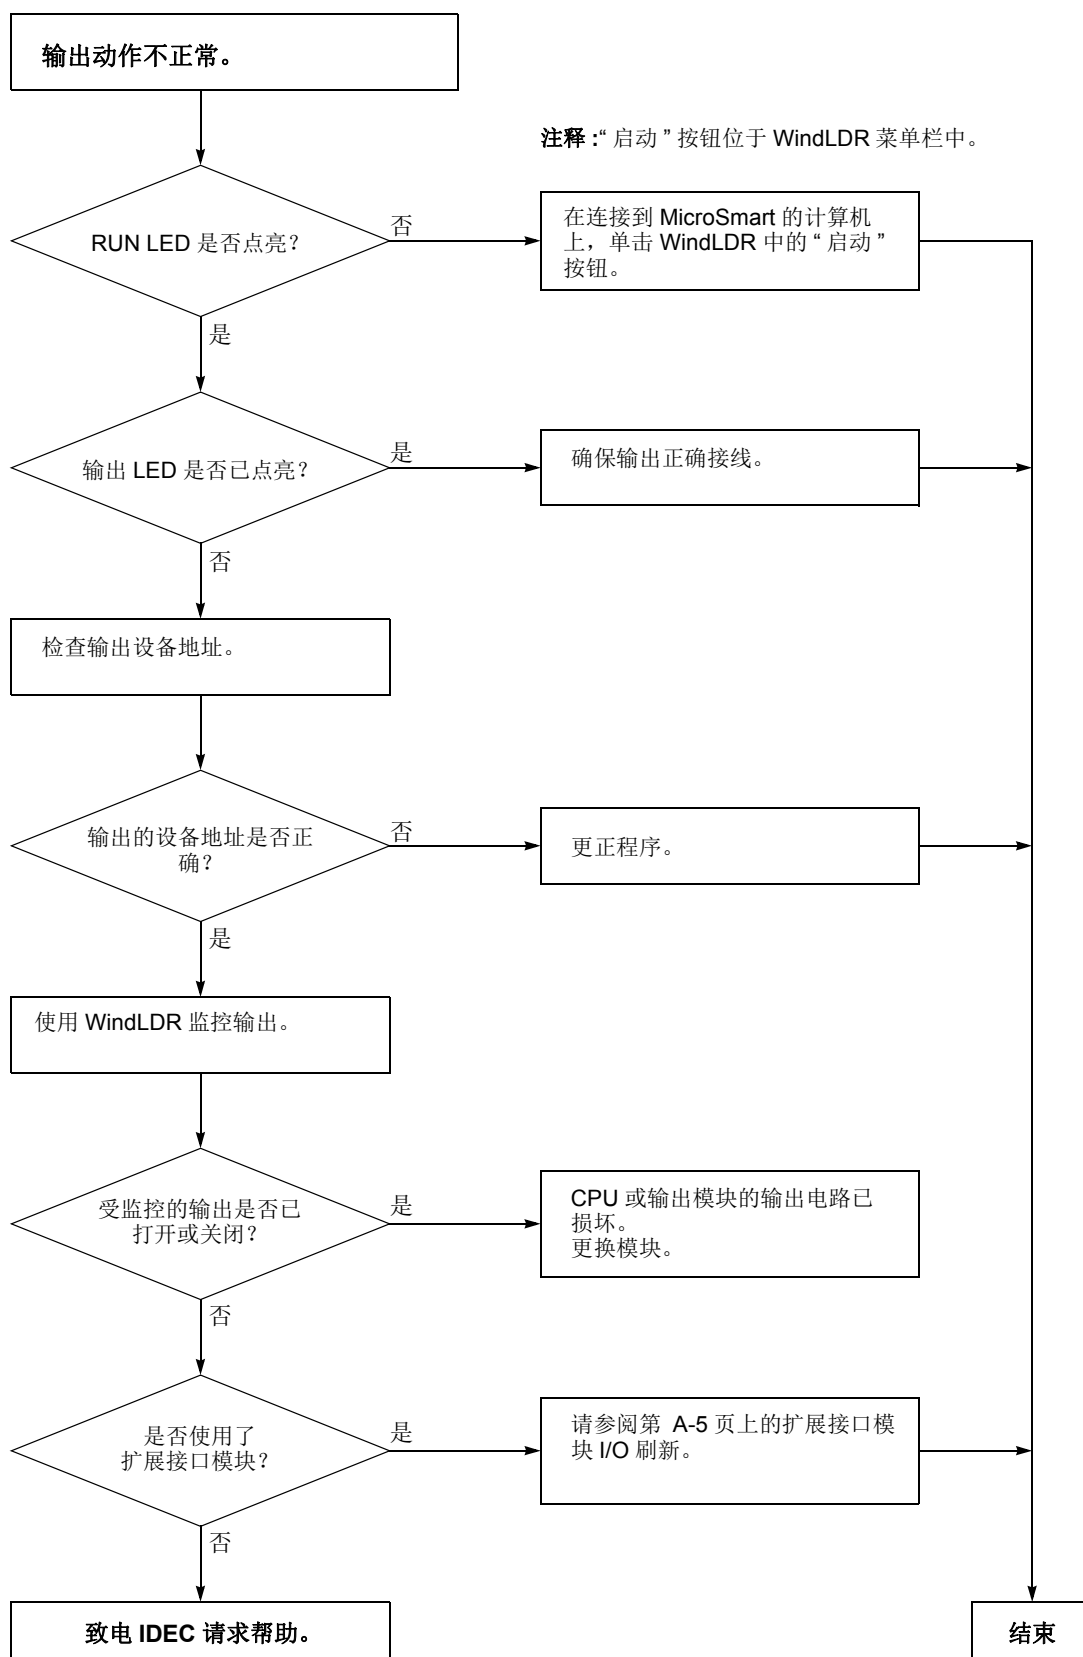 输出动作不正常。
注释 :“ 启动 ” 按钮位于 WindLDR 菜单栏中。
RUN LED 是否点亮？
否
在连接到 MicroSmart 的计算机
上，单击 WindLDR 中的 “ 启动 ”
按钮。
是
输出 LED 是否已点亮？
是
确保输出正确接线。
否
检查输出设备地址。
输出的设备地址是否正
确？
否
更正程序。
是
使用 WindLDR 监控输出。
受监控的输出是否已
打开或关闭？
是
CPU 或输出模块的输出电路已
损坏。
更换模块。
否
是否使用了
扩展接口模块？
是
请参阅第 A-5 页上的扩展接口模
块 I/O 刷新。
否
致电 IDEC 请求帮助。
结束